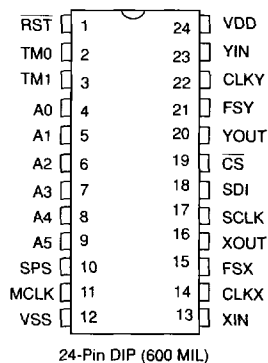 R̅S̅T̅ 1 24 VDD
TM0 2 23 YIN
TM1 3 22 CLKY
A0 4 21 FSY
A1 5 20 YOUT
A2 6 19 C̅S̅
A3 7 18 SDI
A4 8 17 SCLK
A5 9 16 XOUT
SPS 10 15 FSX
MCLK 11 14 CLKX
VSS 12 13 XIN
24-Pin DIP (600 MIL)